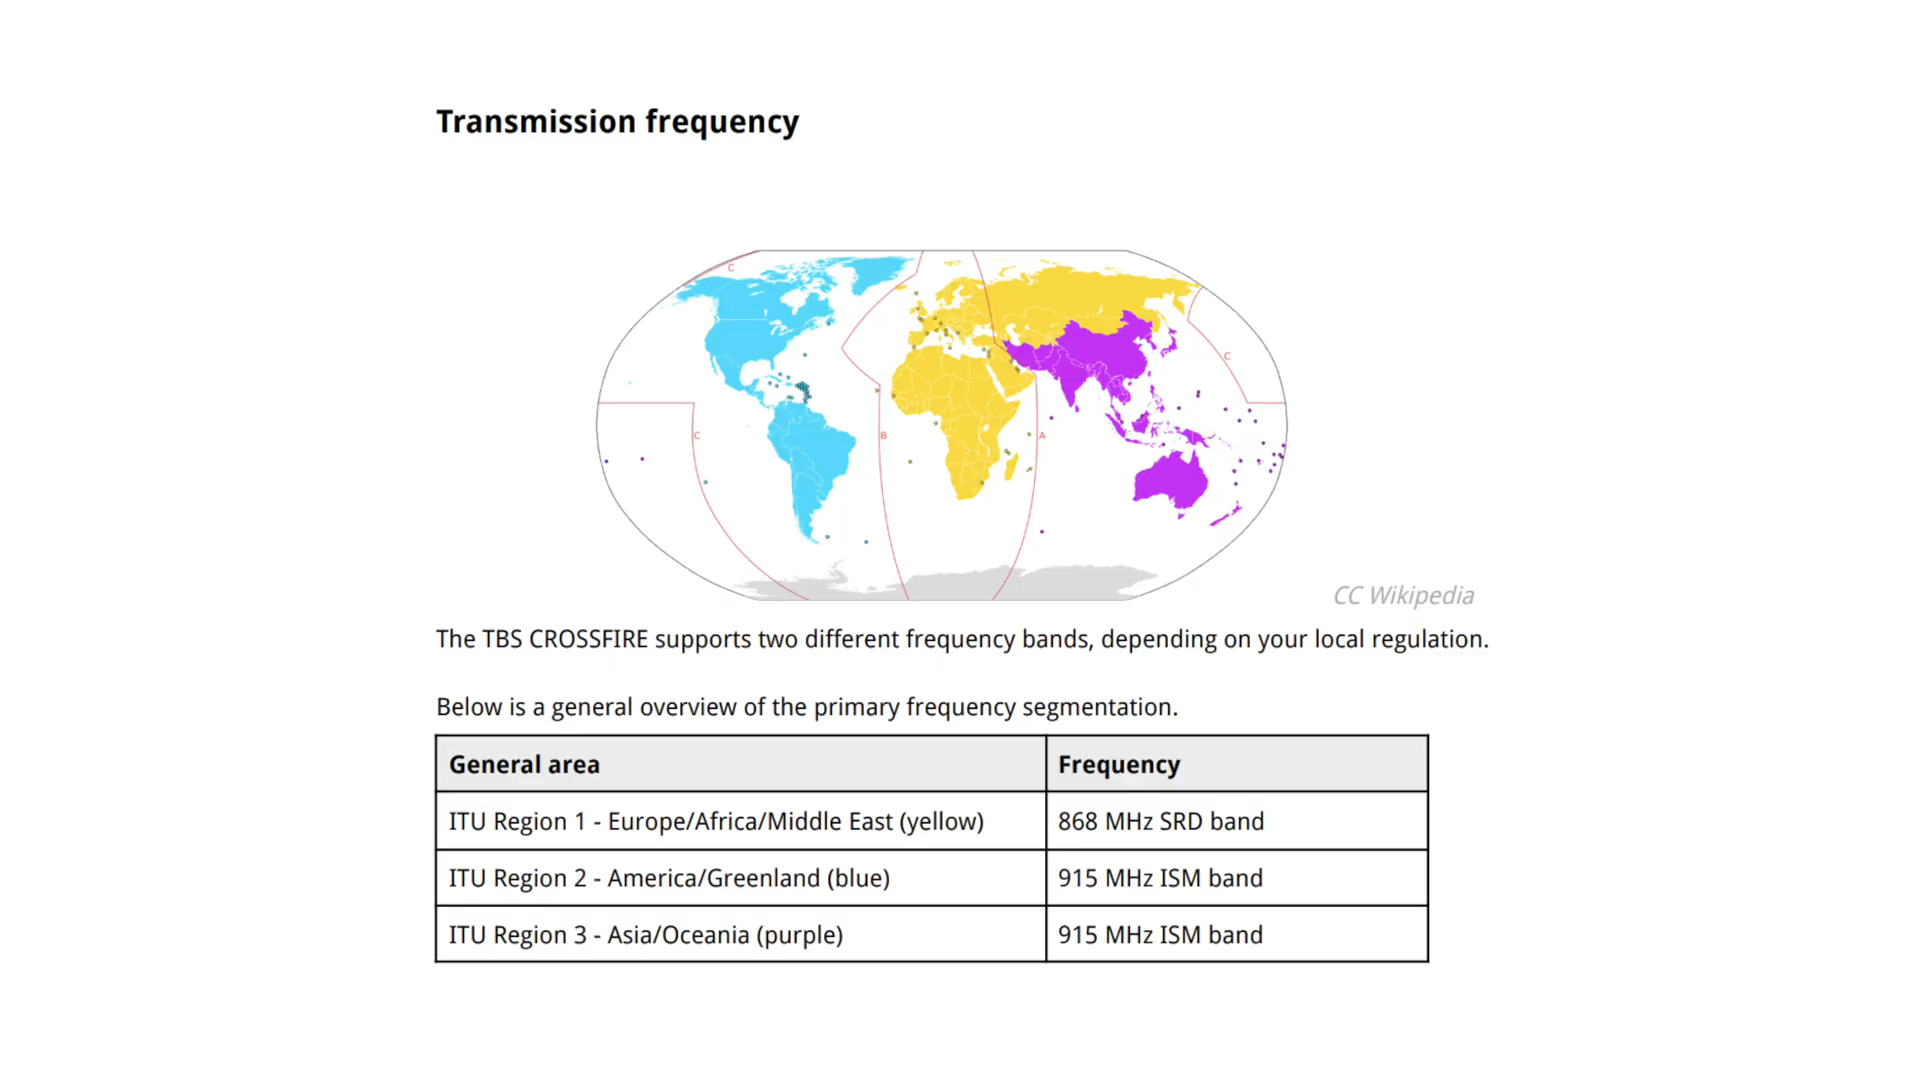 Transmission frequency
C
C
C
B
A
CC Wikipedia
The TBS CROSSFIRE supports two different frequency bands, depending on your local regulation.
Below is a general overview of the primary frequency segmentation.
General area Frequency
ITU Region 1 - Europe/Africa/Middle East (yellow) 868 MHz SRD band
ITU Region 2 - America/Greenland (blue) 915 MHz ISM band
ITU Region 3 - Asia/Oceania (purple) 915 MHz ISM band